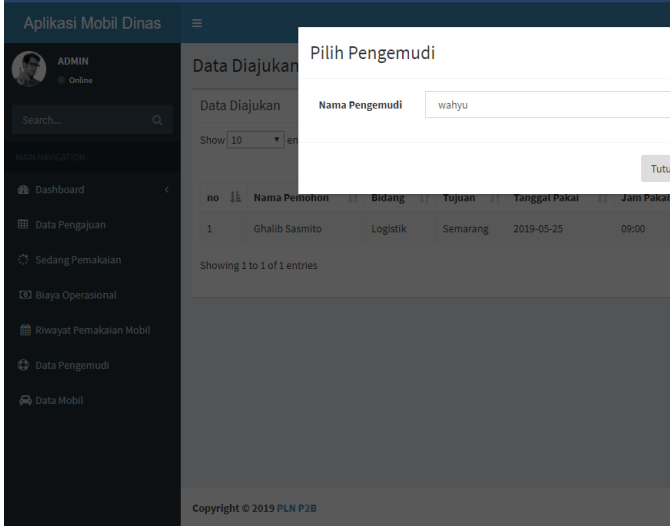 Aplikasi Mobil Dinas
ADMIN
Online
Search...
MAIN NAVIGATION
Dashboard
Data Pengajuan
Sedang Pemakaian
Biaya Operasional
Riwayat Pemakaian Mobil
Data Pengemudi
Data Mobil
Pilih Pengemudi
Nama Pengemudi wahyu
Tutu
Data Diajukan
Data Diajukan
Show 10 en
no Nama Pemohon Bidang Tujuan Tanggal Pakai Jam Pakai
1 Ghalib Sasmito Logistik Semarang 2019-05-25 09:00
Showing 1 to 1 of 1 entries
Copyright © 2019 PLN P2B